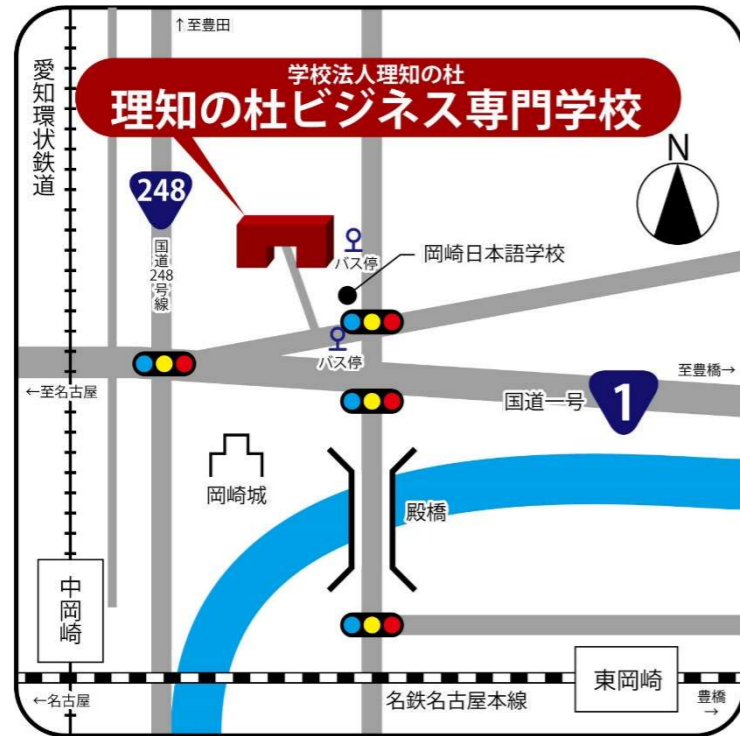 ↑至豊田
愛知環状鉄道
学校法人理知の杜
理知の杜ビジネス専門学校
N
248
国道
248
号線
バス停
岡崎日本語学校
バス停
←至名古屋
至豊橋→
国道一号
1
岡崎城
殿橋
中岡崎
東岡崎
←名古屋
名鉄名古屋本線
豊橋
→